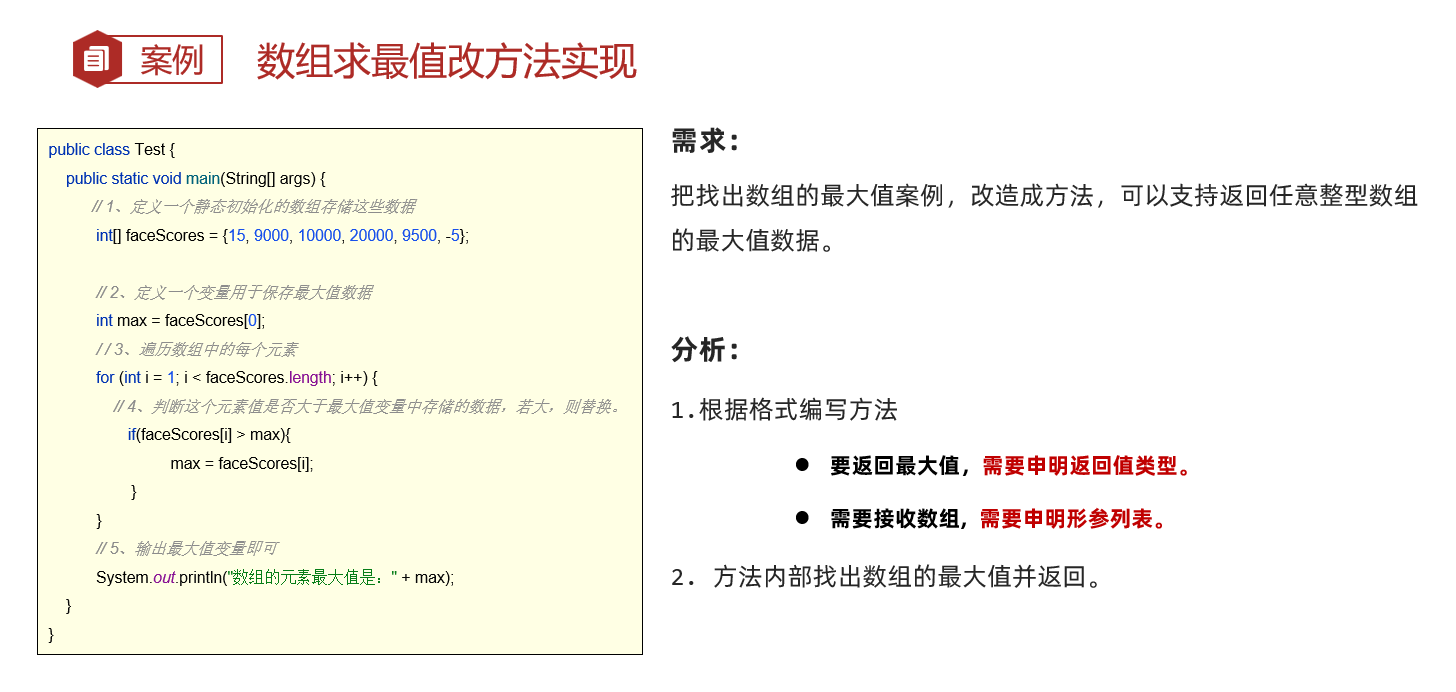 案例 数组求最值改方法实现
public class Test {
public static void main(String[] args) {
// 1、定义一个静态初始化的数组存储这些数据
int[] faceScores = {15, 9000, 10000, 20000, 9500, -5};
// 2、定义一个变量用于保存最大值数据
int max = faceScores[0];
/ / 3、遍历数组中的每个元素
for (int i = 1; i < faceScores.length; i++) {
// 4、判断这个元素值是否大于最大值变量中存储的数据，若大，则替换。
if(faceScores[i] > max){
max = faceScores[i];
}
}
// 5、输出最大值变量即可
System.out.println("数组的元素最大值是：" + max);
}
}
需求：
把找出数组的最大值案例，改造成方法，可以支持返回任意整型数组
的最大值数据。
分析：
1.根据格式编写方法
● 要返回最大值，需要申明返回值类型。
● 需要接收数组，需要申明形参列表。
2. 方法内部找出数组的最大值并返回。